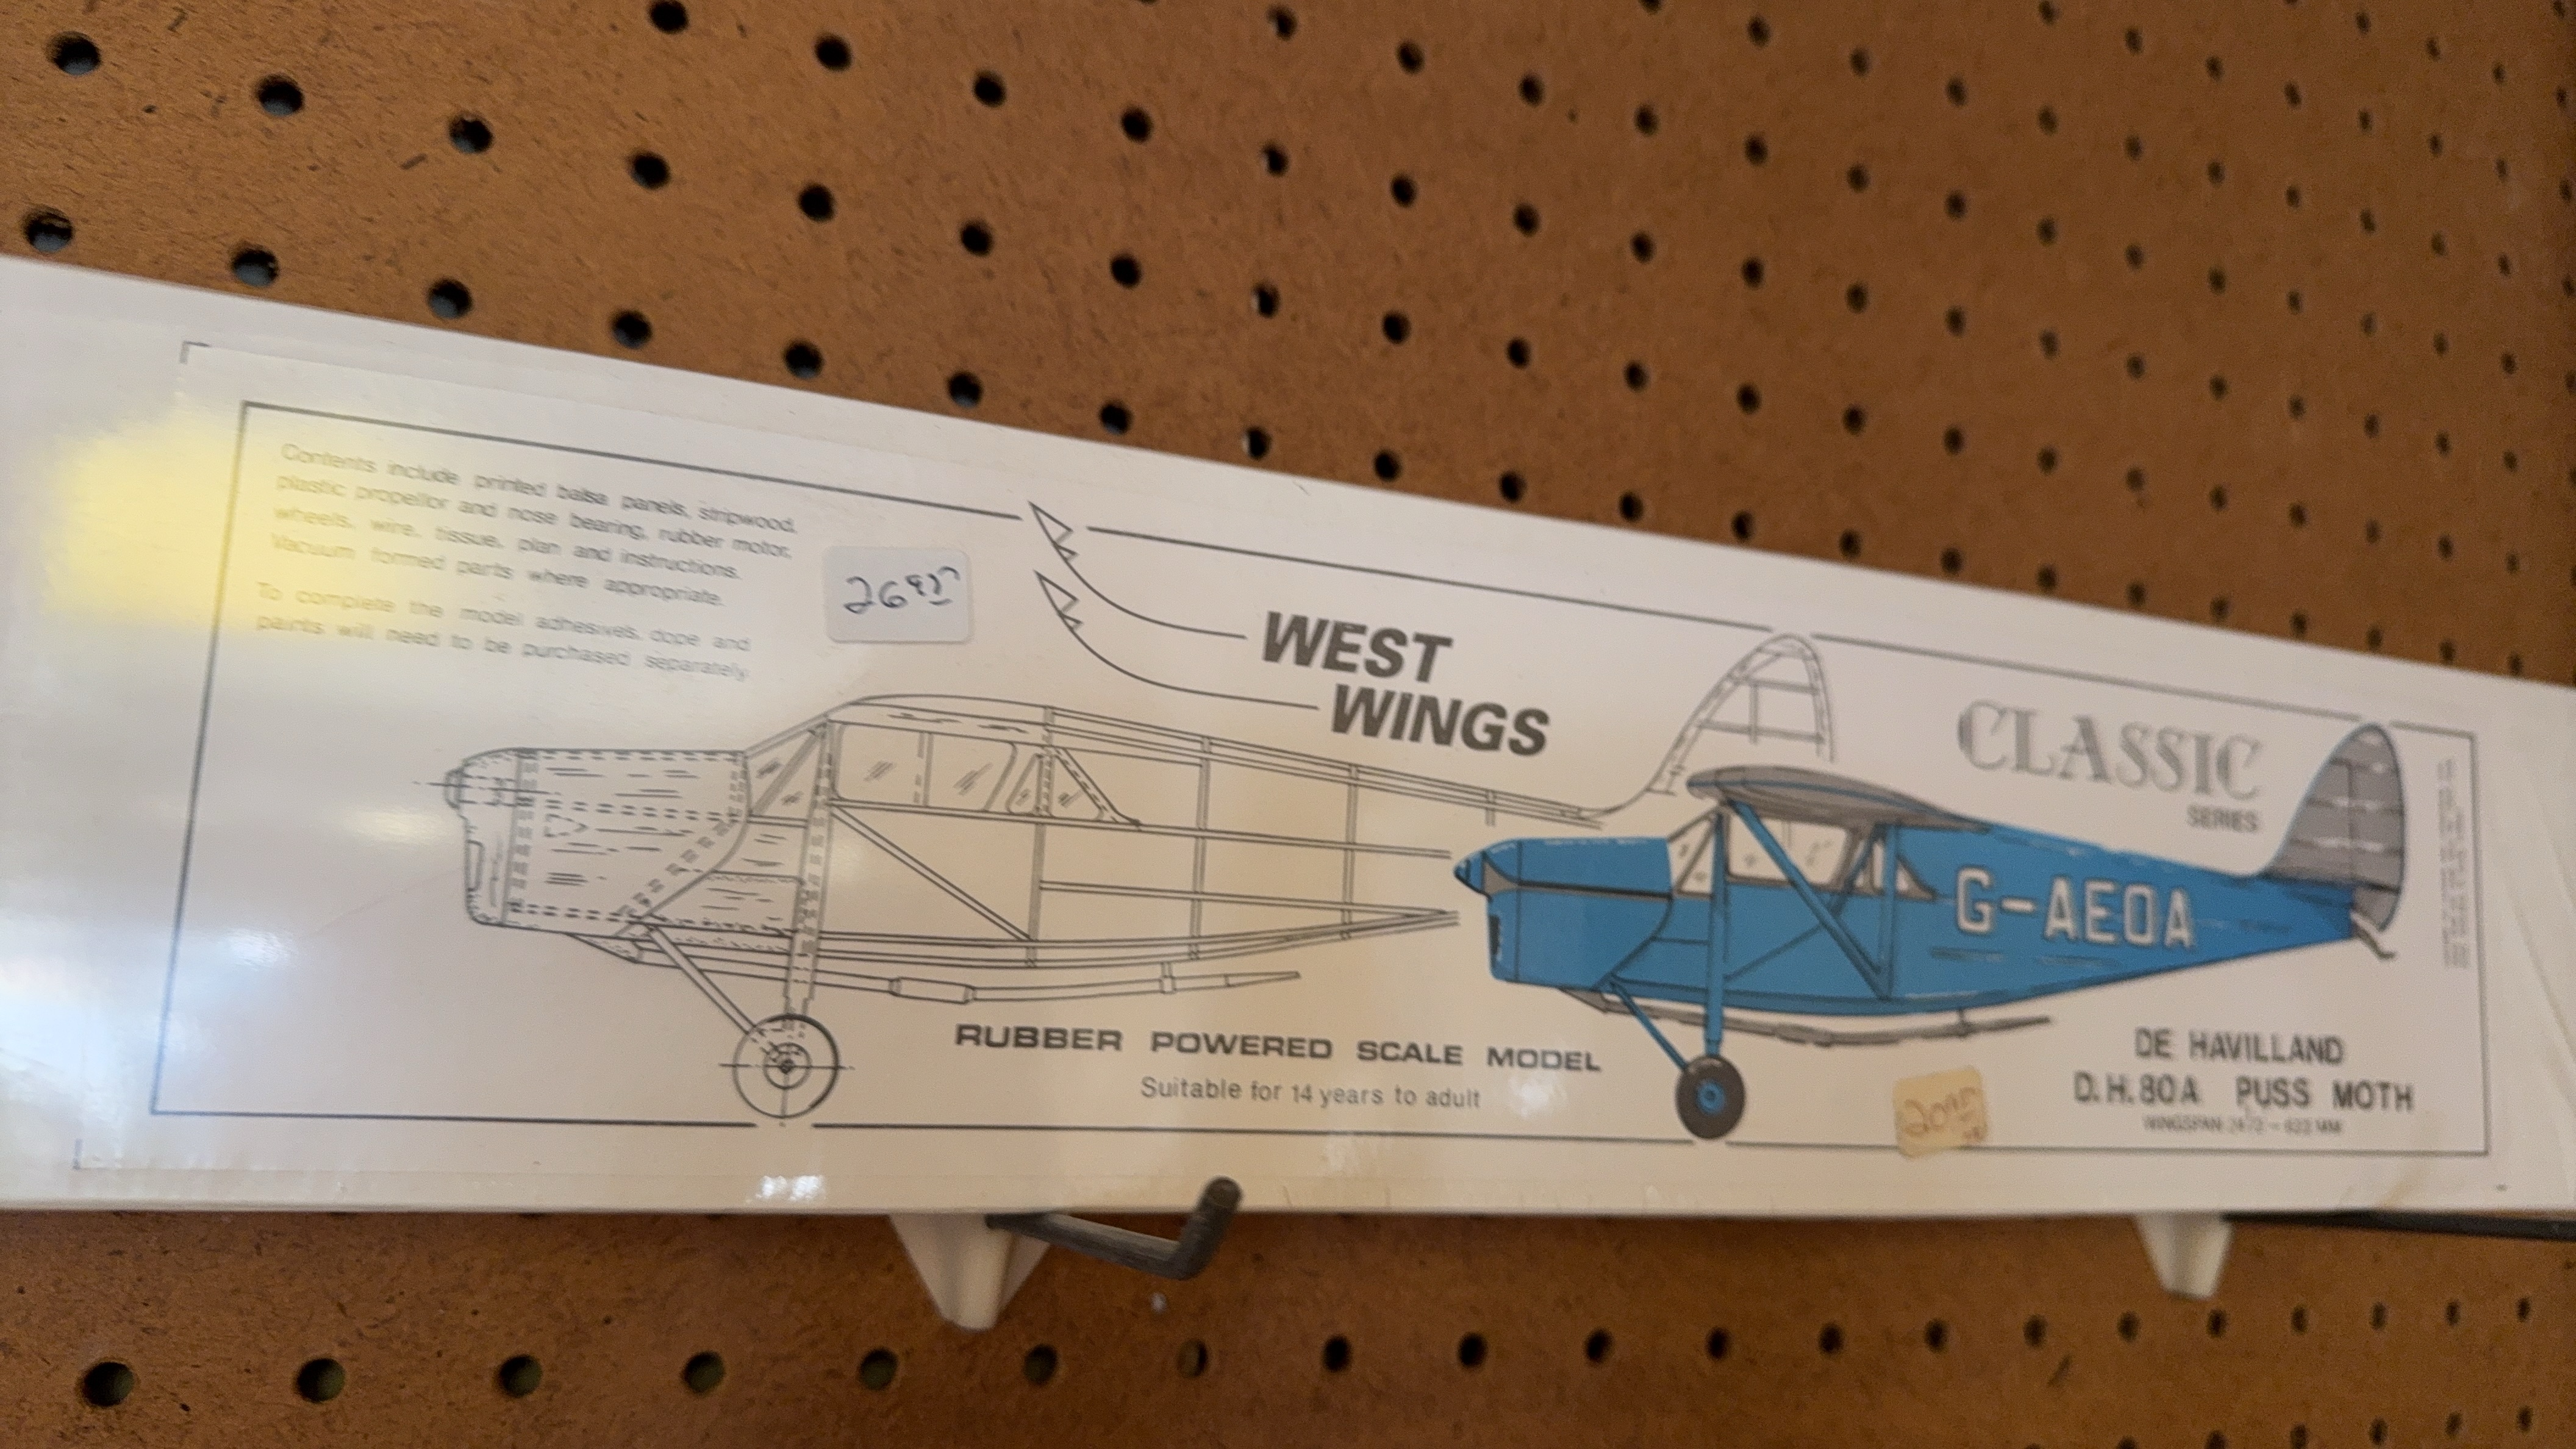 Contents include printed balsa panels, stripwood,
plastic propellor and nose bearing, rubber motor,
wheels, wire, tissue, plan and instructions.
Vacuum formed parts where appropriate.
To complete the model adhesives, dope and
paints will need to be purchased separately
26
WEST
WINGS
CLASSIC
SERIES
G-AEOA
RUBBER POWERED SCALE MODEL
Suitable for 14 years to adult
DE HAVILLAND
D.H.80A PUSS MOTH
WINGSPAN